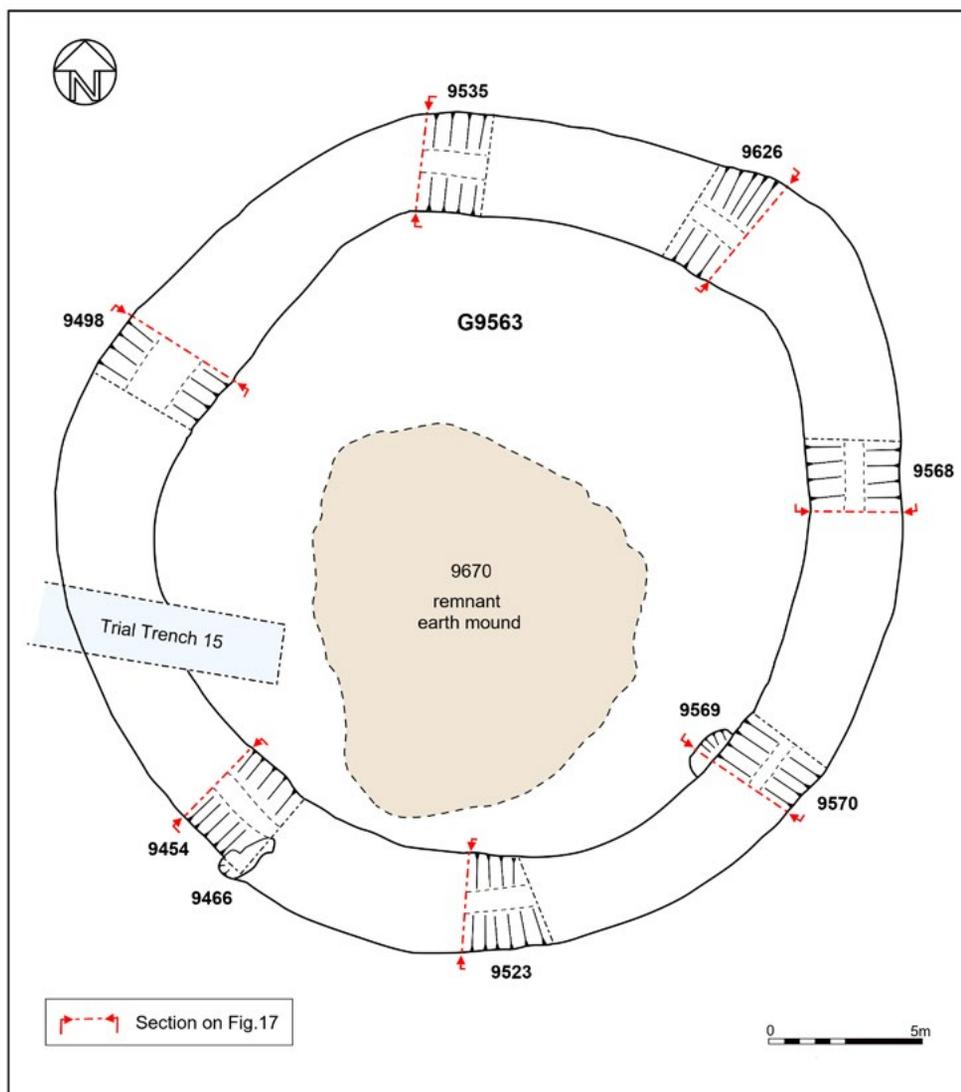 N
9535
9626
9498
G9563
9568
9670
remnant
earth mound
Trial Trench 15
9569
9570
9454
9466
9523
Section on Fig.17
0 5m